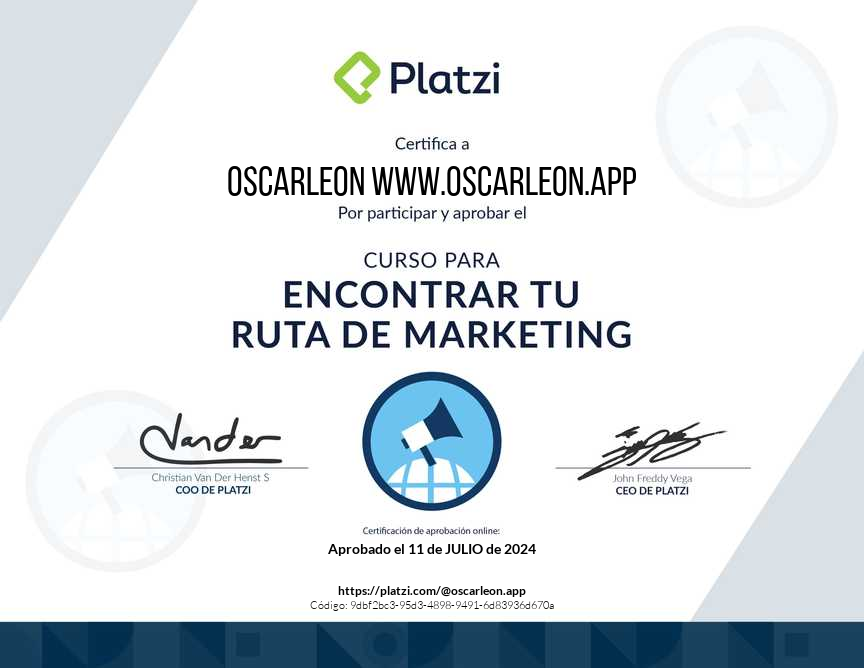 Platzi
Certifica a
OSCARLEON WWW.OSCARLEON.APP
Por participar y aprobar el
CURSO PARA
ENCONTRAR TU
RUTA DE MARKETING
Vander
Christian Van Der Henst S
COO DE PLATZI
John Freddy Vega
CEO DE PLATZI
Certificación de aprobación online:
Aprobado el 11 de JULIO de 2024
https://platzi.com/@oscarleon.app
Código: 9dbf2bc3-95d3-4898-9491-6d83936d670a